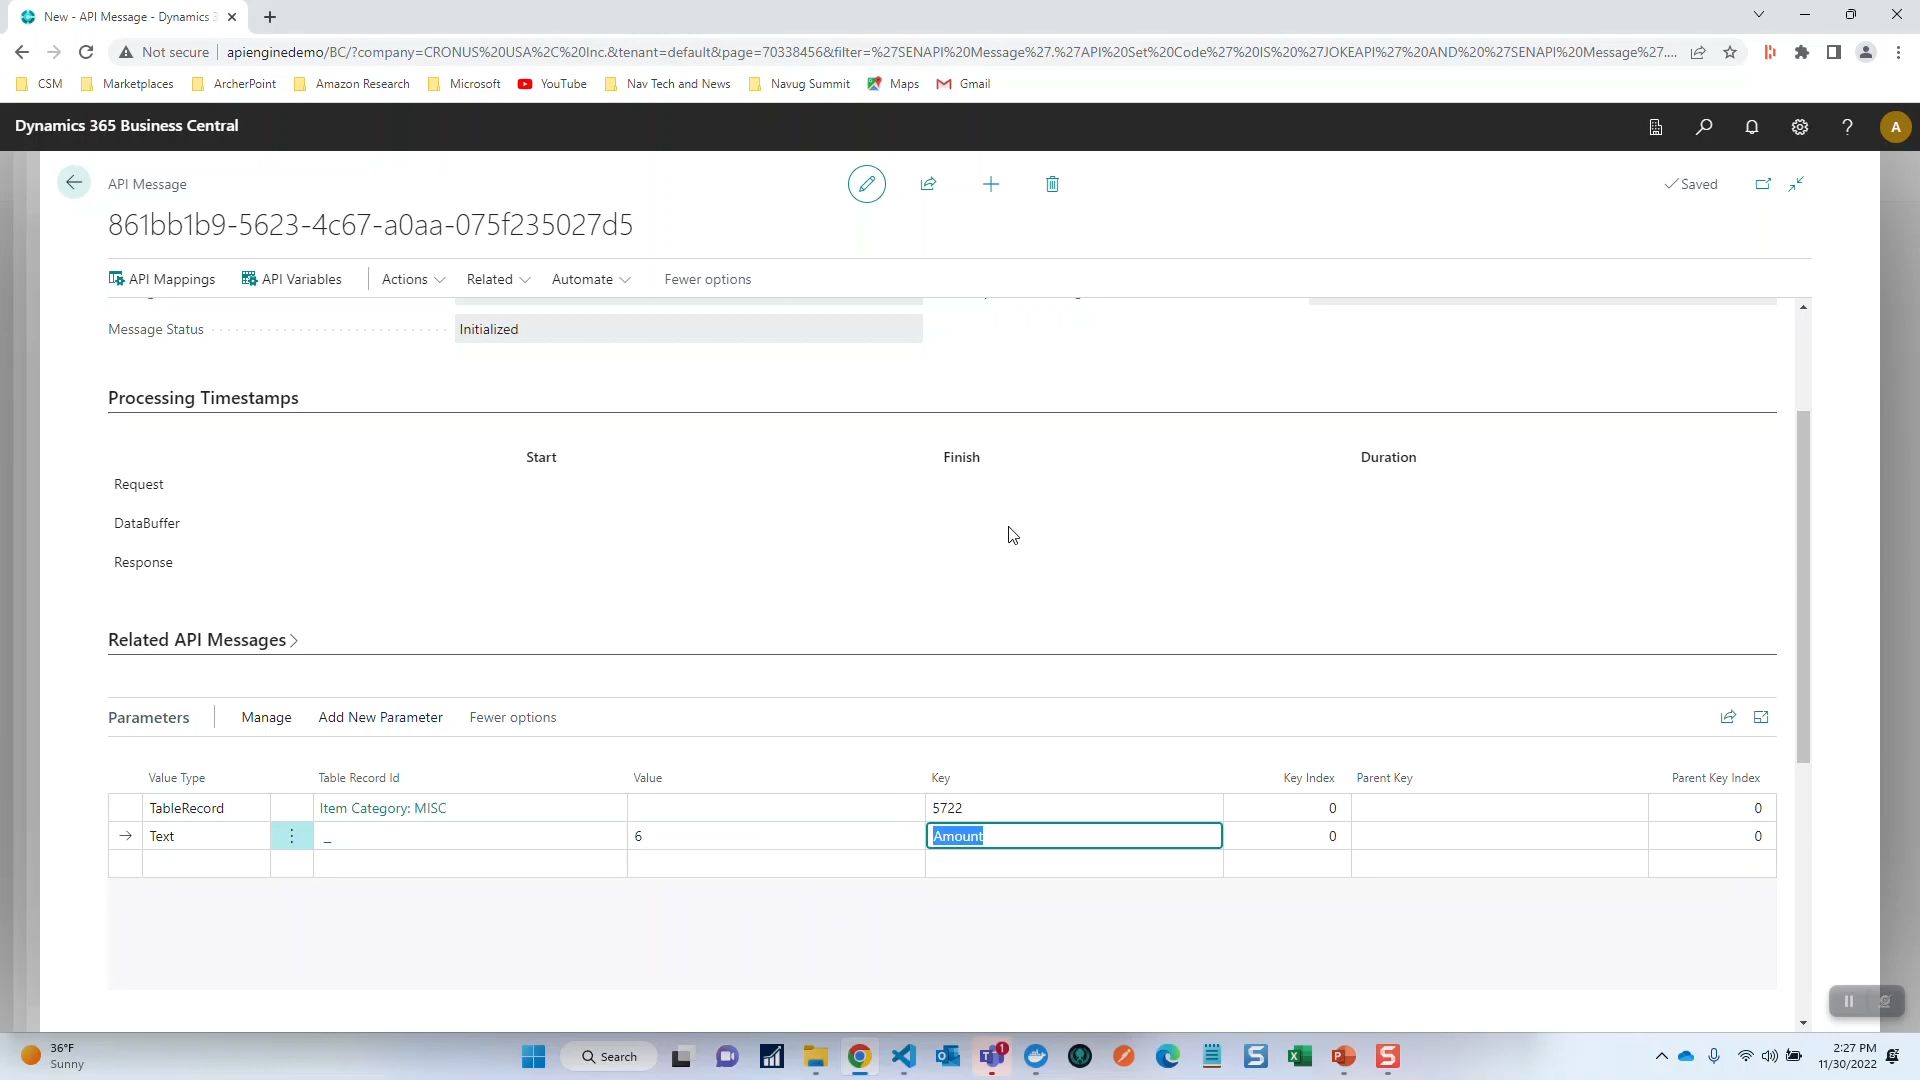 New - API Message - Dynamics 3
Not secure
apienginedemo/BC/?company=CRONUS%20USA%2C%20Inc.&tenant=default&page=70338456&filter=%27SENAPI%20Message%27.%27API%20Set%20Code%27%20IS%20%27JOKEAPI%27%20AND%20%27SENAPI%20Message%27....
CSM
Marketplaces
ArcherPoint
Amazon Research
Microsoft
YouTube
Nav Tech and News
Navug Summit
Maps
Gmail
Dynamics 365 Business Central
A
API Message
Saved
861bb1b9-5623-4c67-a0aa-075f235027d5
API Mappings
API Variables
Actions
Related
Automate
Fewer options
Message Status
Initialized
Processing Timestamps
Start
Finish
Duration
Request
DataBuffer
Response
Related API Messages
Parameters
Manage
Add New Parameter
Fewer options
Value Type
Table Record Id
Value
Key
Key Index
Parent Key
Parent Key Index
TableRecord
Item Category: MISC
5722
0
0
Text
_
6
Amount
0
0
36°F
Sunny
Search
1
2:27 PM
11/30/2022